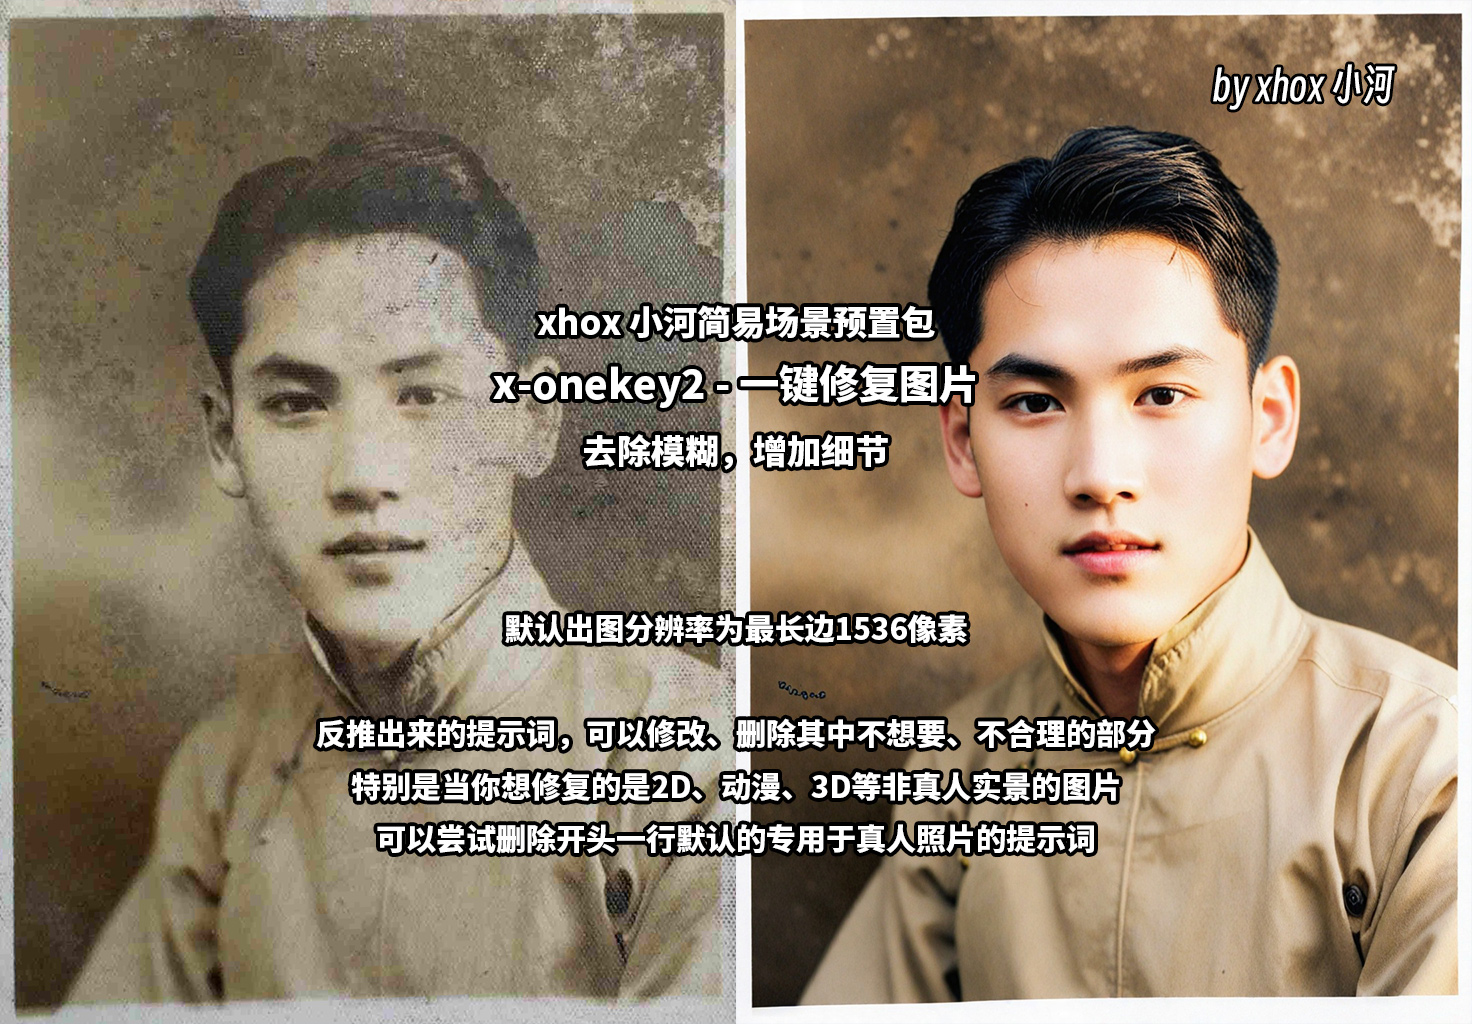 by xhox 小河
xhox 小河简易场景预置包
x-onekey2 - 一键修复图片
去除模糊，增加细节
默认出图分辨率为最长边1536像素
反推出来的提示词，可以修改、删除其中不想要、不合理的部分
特别是当你想修复的是2D、动漫、3D等非真人实景的图片
可以尝试删除开头一行默认的专用于真人照片的提示词